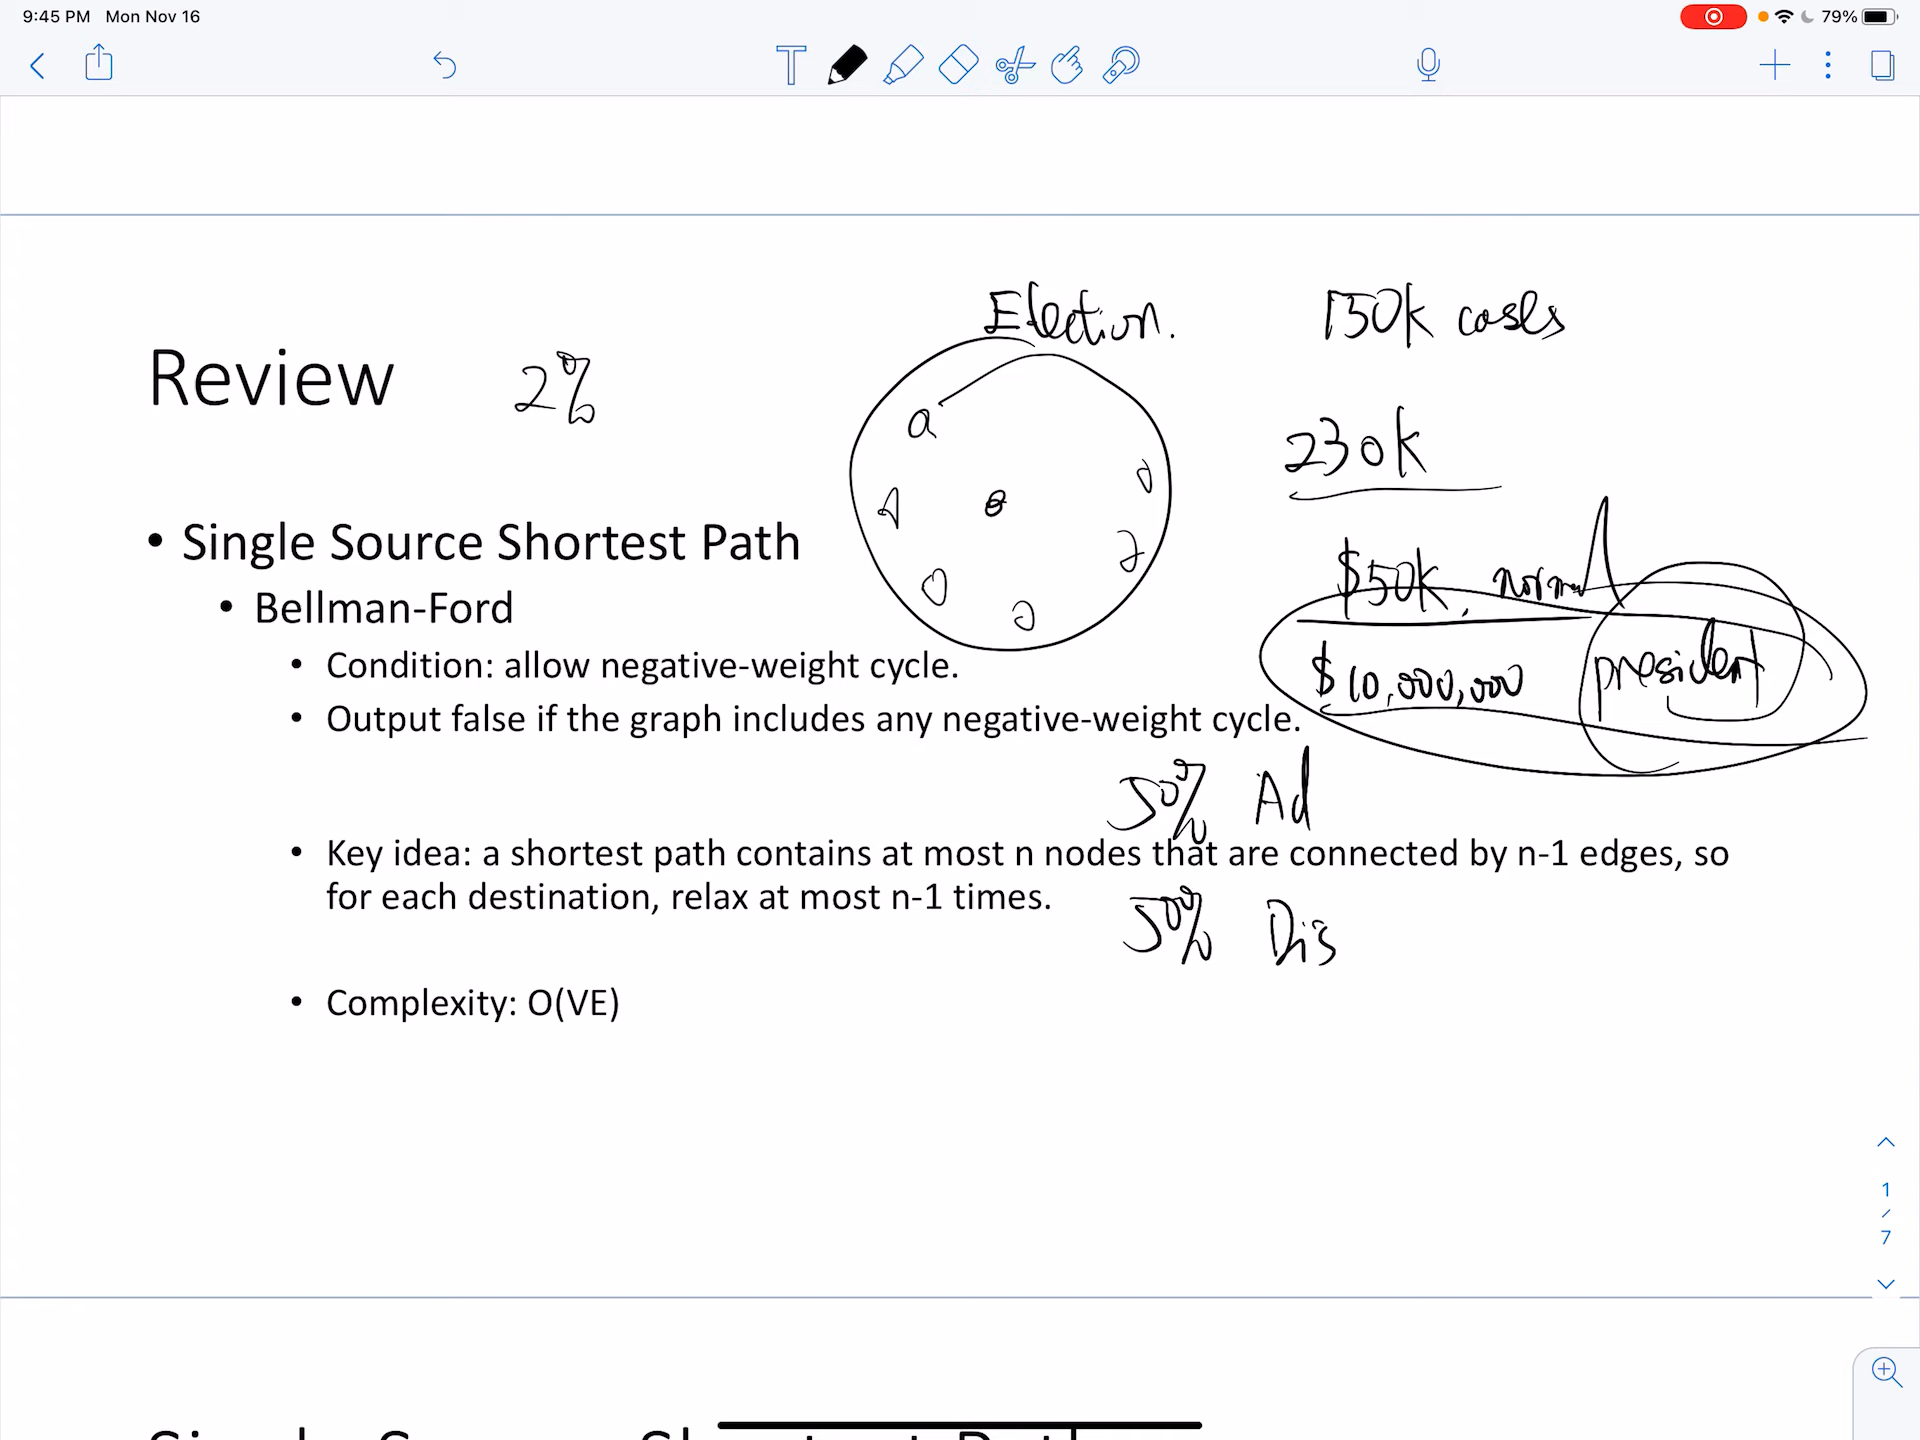 9:45 PM Mon Nov 16
79%
Election.
150k cases
Review
2%
a
230k
• Single Source Shortest Path
$50k, normal
• Bellman-Ford
• Condition: allow negative-weight cycle.
$10,000,000 president
• Output false if the graph includes any negative-weight cycle.
50% Ad
• Key idea: a shortest path contains at most n nodes that are connected by n-1 edges, so
for each destination, relax at most n-1 times.
50% Dis
• Complexity: O(VE)
1
/
7